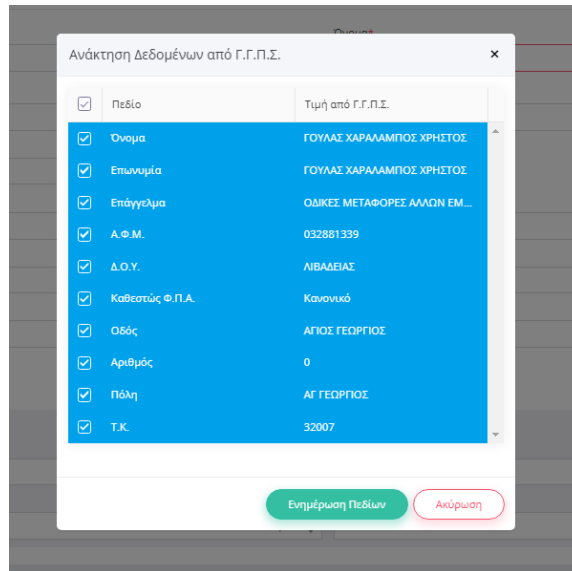 Όνομα*
Ανάκτηση Δεδομένων από Γ.Γ.Π.Σ. ×
Πεδίο Τιμή από Γ.Γ.Π.Σ.
Όνομα ΓΟΥΛΑΣ ΧΑΡΑΛΑΜΠΟΣ ΧΡΗΣΤΟΣ
Επωνυμία ΓΟΥΛΑΣ ΧΑΡΑΛΑΜΠΟΣ ΧΡΗΣΤΟΣ
Επάγγελμα ΟΔΙΚΕΣ ΜΕΤΑΦΟΡΕΣ ΑΛΛΩΝ ΕΜ...
Α.Φ.Μ. 032881339
Δ.Ο.Υ. ΛΙΒΑΔΕΙΑΣ
Καθεστώς Φ.Π.Α. Κανονικό
Οδός ΑΓΙΟΣ ΓΕΩΡΓΙΟΣ
Αριθμός 0
Πόλη ΑΓ ΓΕΩΡΓΙΟΣ
Τ.Κ. 32007
Ενημέρωση Πεδίων Ακύρωση